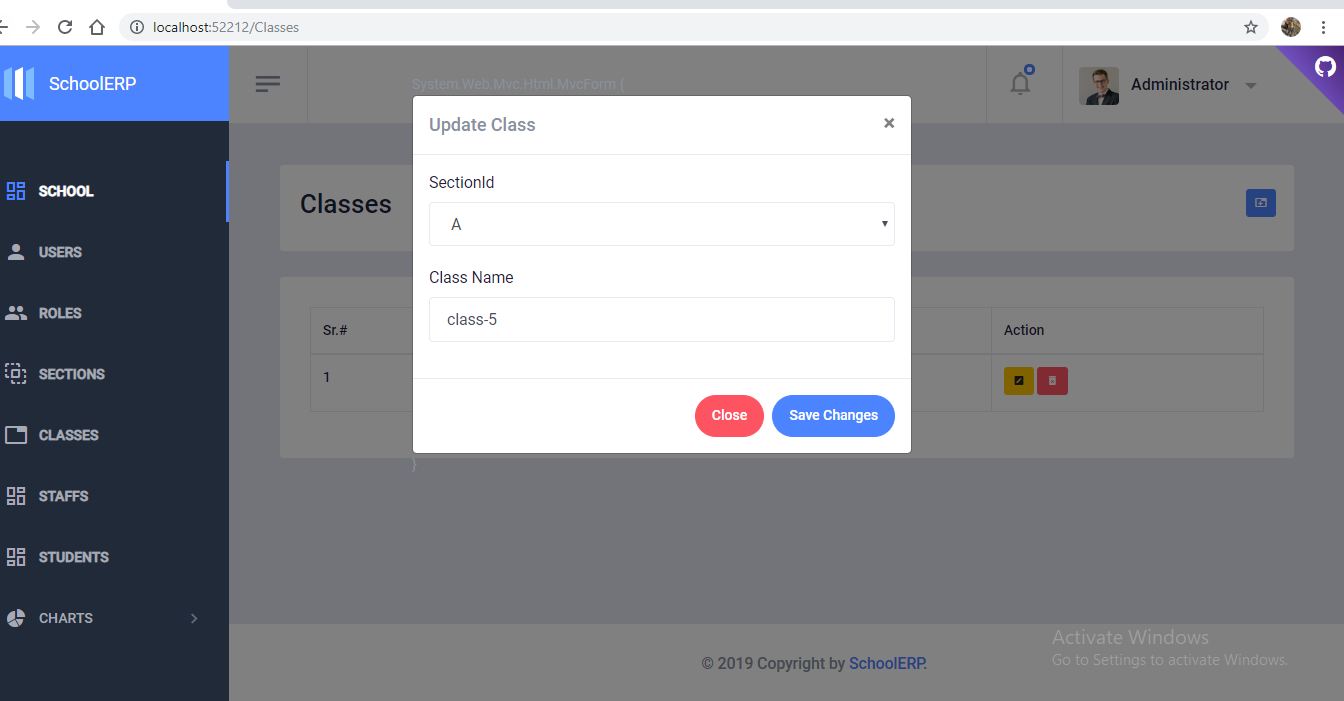 localhost:52212/Classes
SchoolERP
System.Web.Mvc.Html.MvcForm {
Administrator
Update Class ×
SectionId
SCHOOL
Classes
A
USERS
Class Name
ROLES
class-5
Sr.# Action
SECTIONS
1
Close Save Changes
CLASSES
}
STAFFS
STUDENTS
CHARTS
Activate Windows
Go to Settings to activate Windows.
© 2019 Copyright by SchoolERP.